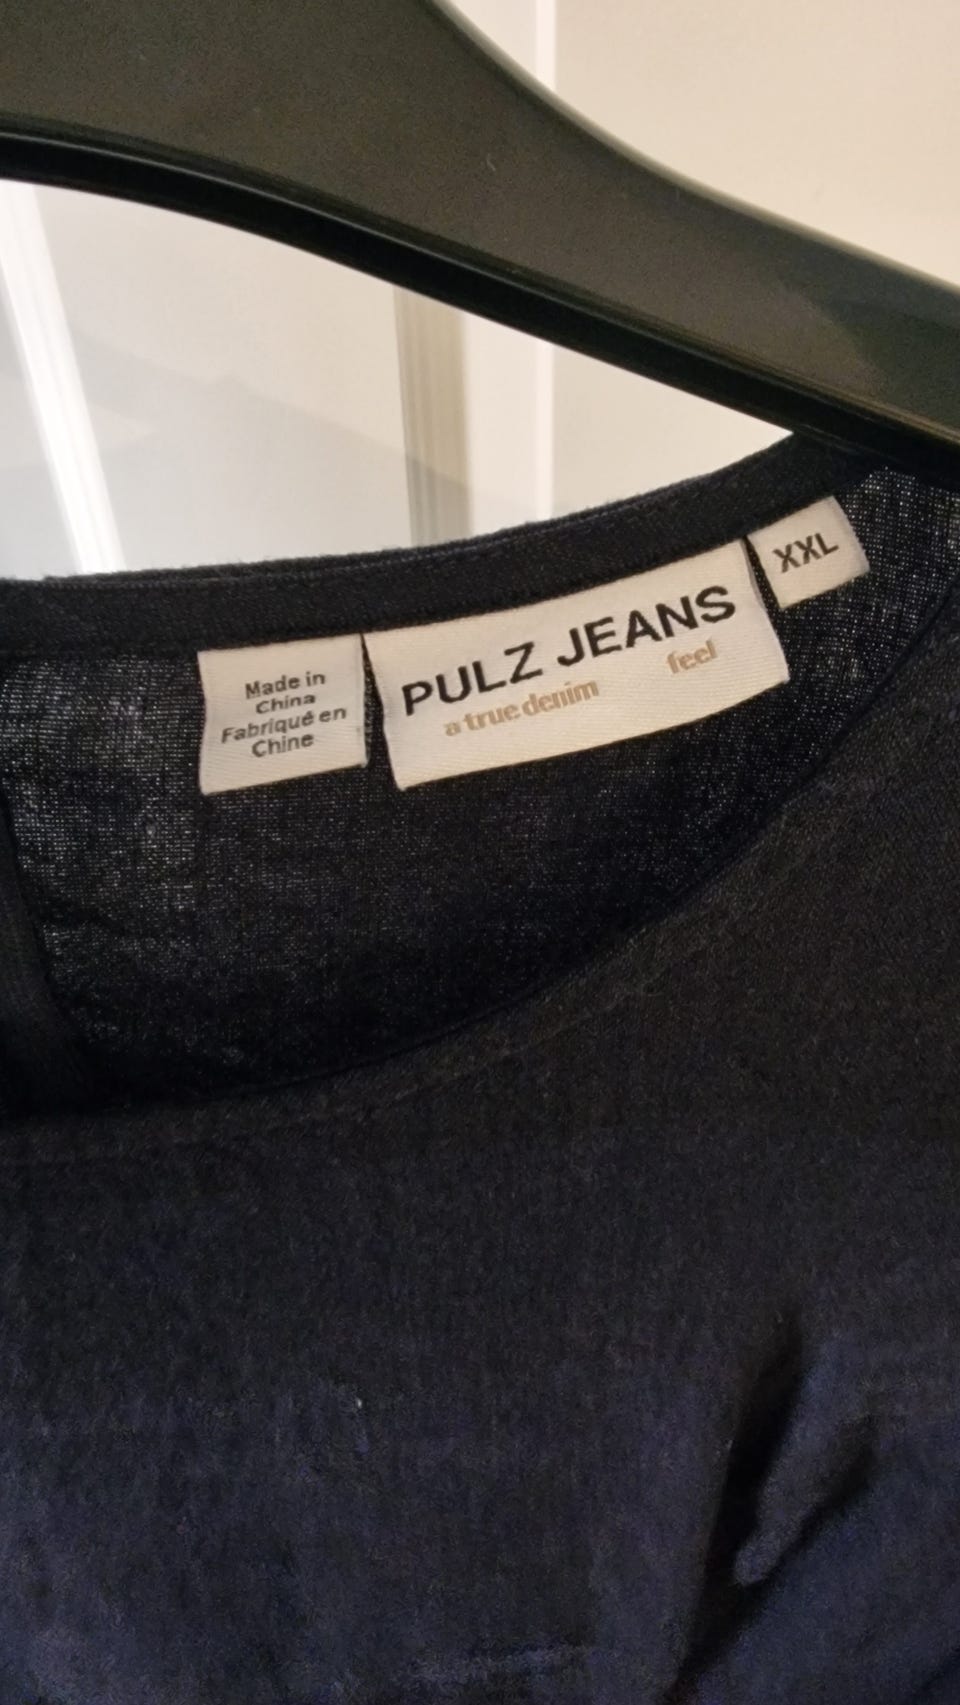 Made in
China
Fabriqué en
Chine
PULZ JEANS
a true denim feel
XXL